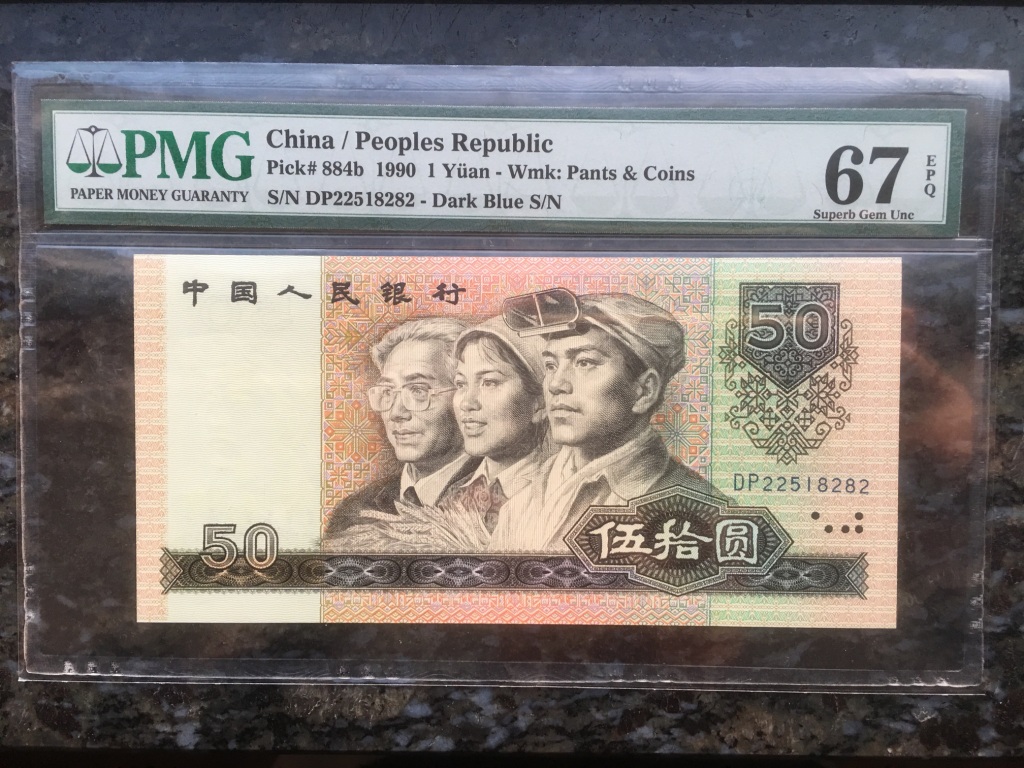 PMG
PAPER MONEY GUARANTY
China / Peoples Republic
Pick# 884b 1990 1 Yüan - Wmk: Pants & Coins
S/N DP22518282 - Dark Blue S/N
67
EPQ
Superb Gem Unc
中国人民银行
50
DP22518282
50
伍拾圆